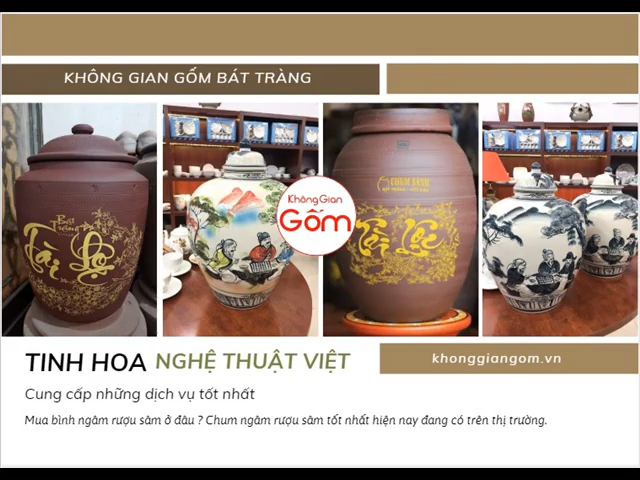 KHÔNG GIAN GỐM BÁT TRÀNG
Bát Tràng
Tài Lộc
Không Gian
Gốm
CHUM SÀNH
Tài Lộc
TINH HOA NGHỆ THUẬT VIỆT
khonggiangom.vn
Cung cấp những dịch vụ tốt nhất
Mua bình ngâm rượu sâm ở đâu ? Chum ngâm rượu sâm tốt nhất hiện nay đang có trên thị trường.